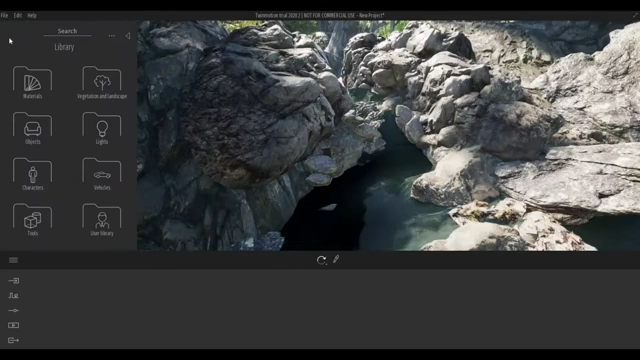 File Edit Help
Twinmotion trial 2020.2 | NOT FOR COMMERCIAL USE - New Project*
Search
...
Library
Materials
Vegetation and landscape
Objects
Lights
Characters
Vehicles
Tools
User library